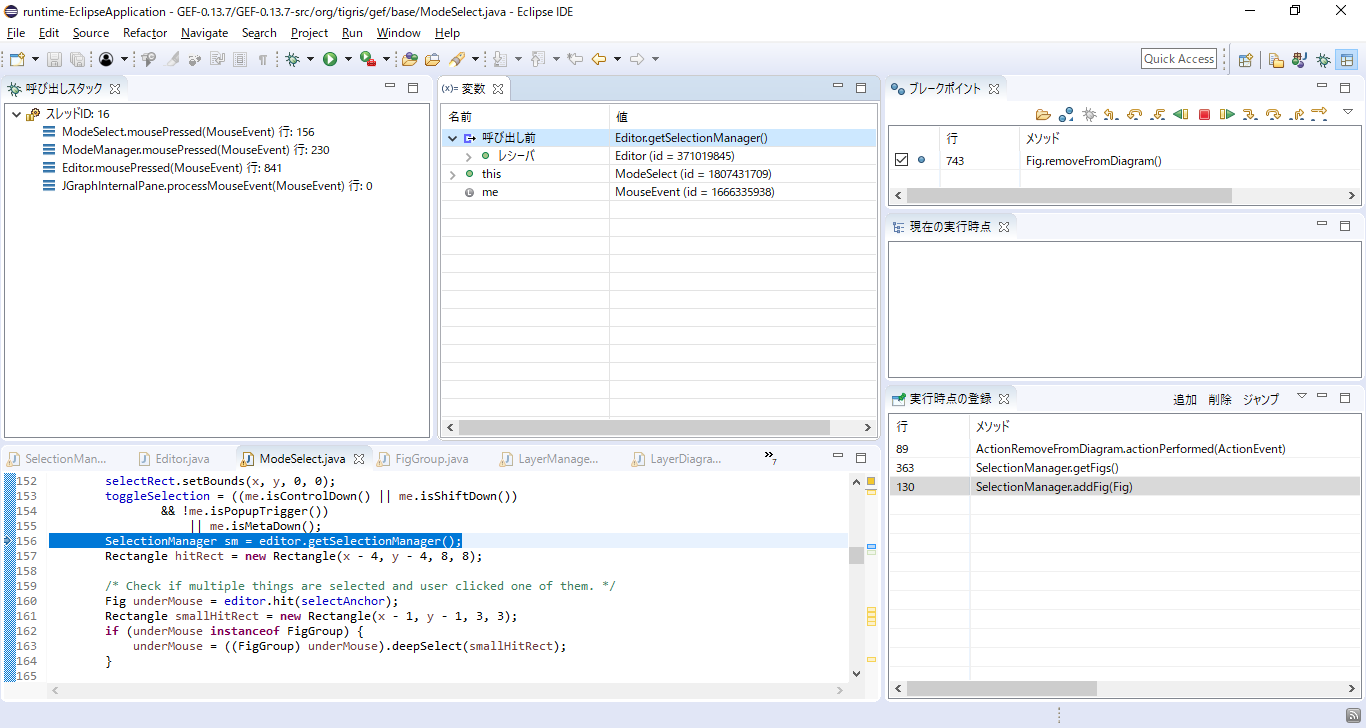 runtime-EclipseApplication - GEF-0.13.7/GEF-0.13.7-src/org/tigris/gef/base/ModeSelect.java - Eclipse IDE
File Edit Source Refactor Navigate Search Project Run Window Help
Quick Access
呼び出しスタック
スレッドID: 16
ModeSelect.mousePressed(MouseEvent) 行: 156
ModeManager.mousePressed(MouseEvent) 行: 230
Editor.mousePressed(MouseEvent) 行: 841
JGraphInternalPane.processMouseEvent(MouseEvent) 行: 0
(x)= 変数
名前 値
呼び出し前 Editor.getSelectionManager()
レシーバ Editor (id = 371019845)
this ModeSelect (id = 1807431709)
me MouseEvent (id = 1666335938)
ブレークポイント
行 メソッド
743 Fig.removeFromDiagram()
現在の実行時点
実行時点の登録 追加 削除 ジャンプ
行 メソッド
89 ActionRemoveFromDiagram.actionPerformed(ActionEvent)
363 SelectionManager.getFigs()
130 SelectionManager.addFig(Fig)
SelectionMan... Editor.java ModeSelect.java FigGroup.java LayerManage... LayerDiagra... »7
152 selectRect.setBounds(x, y, 0, 0);
153 toggleSelection = ((me.isControlDown() || me.isShiftDown())
154 && !me.isPopupTrigger())
155 || me.isMetaDown();
156 SelectionManager sm = editor.getSelectionManager();
157 Rectangle hitRect = new Rectangle(x - 4, y - 4, 8, 8);
158
159 /* Check if multiple things are selected and user clicked one of them. */
160 Fig underMouse = editor.hit(selectAnchor);
161 Rectangle smallHitRect = new Rectangle(x - 1, y - 1, 3, 3);
162 if (underMouse instanceof FigGroup) {
163 underMouse = ((FigGroup) underMouse).deepSelect(smallHitRect);
164 }
165